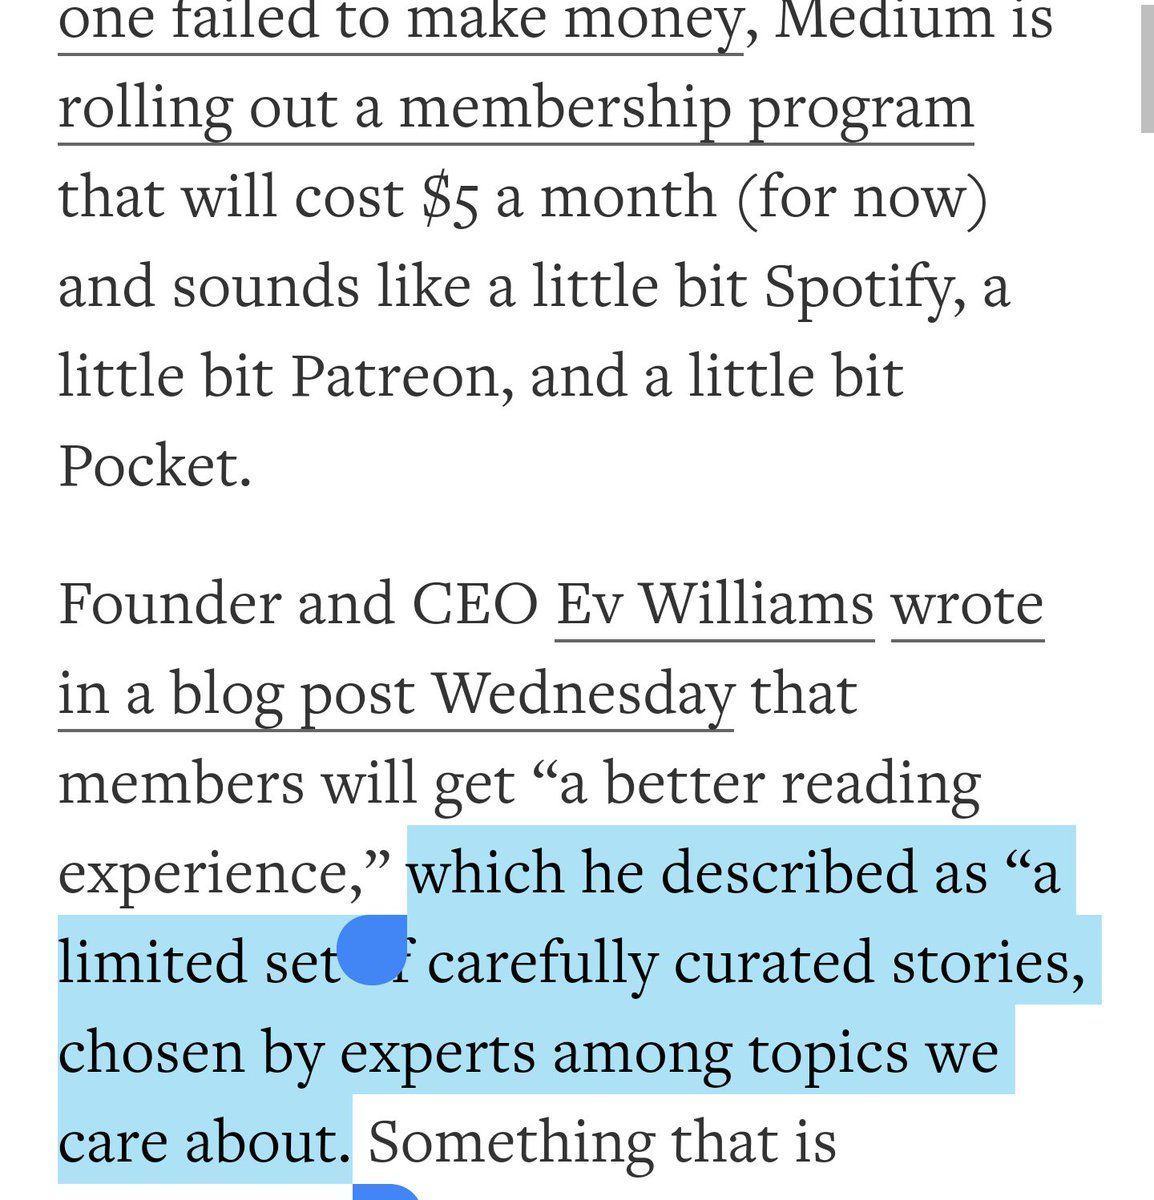 one failed to make money, Medium is
rolling out a membership program
that will cost $5 a month (for now)
and sounds like a little bit Spotify, a
little bit Patreon, and a little bit
Pocket.
Founder and CEO Ev Williams wrote
in a blog post Wednesday that
members will get “a better reading
experience,” which he described as “a
limited set carefully curated stories,
chosen by experts among topics we
care about. Something that is